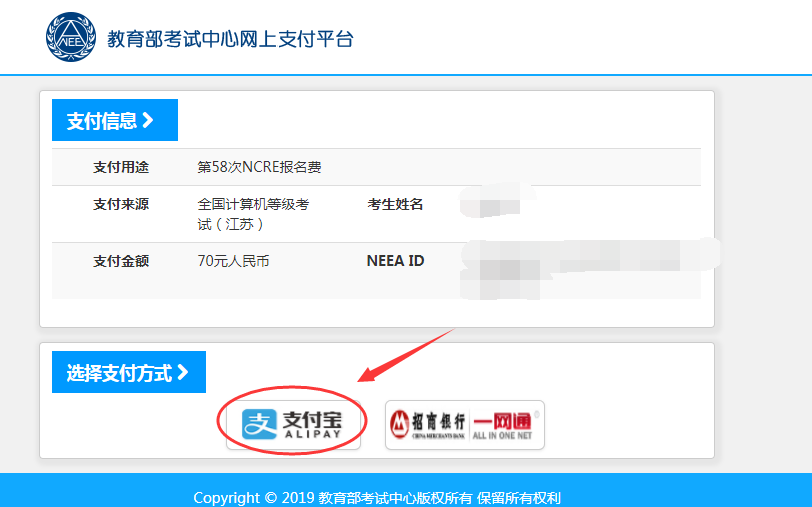 NEE
教育部考试中心网上支付平台
支付信息
支付用途 第58次NCRE报名费
支付来源 全国计算机等级考 考生姓名
试（江苏）
支付金额 70元人民币 NEEA ID
选择支付方式
支 支付宝
ALIPAY
招商银行 一网通
CHINA MERCHANTS BANK ALL IN ONE NET
Copyright © 2019 教育部考试中心版权所有 保留所有权利